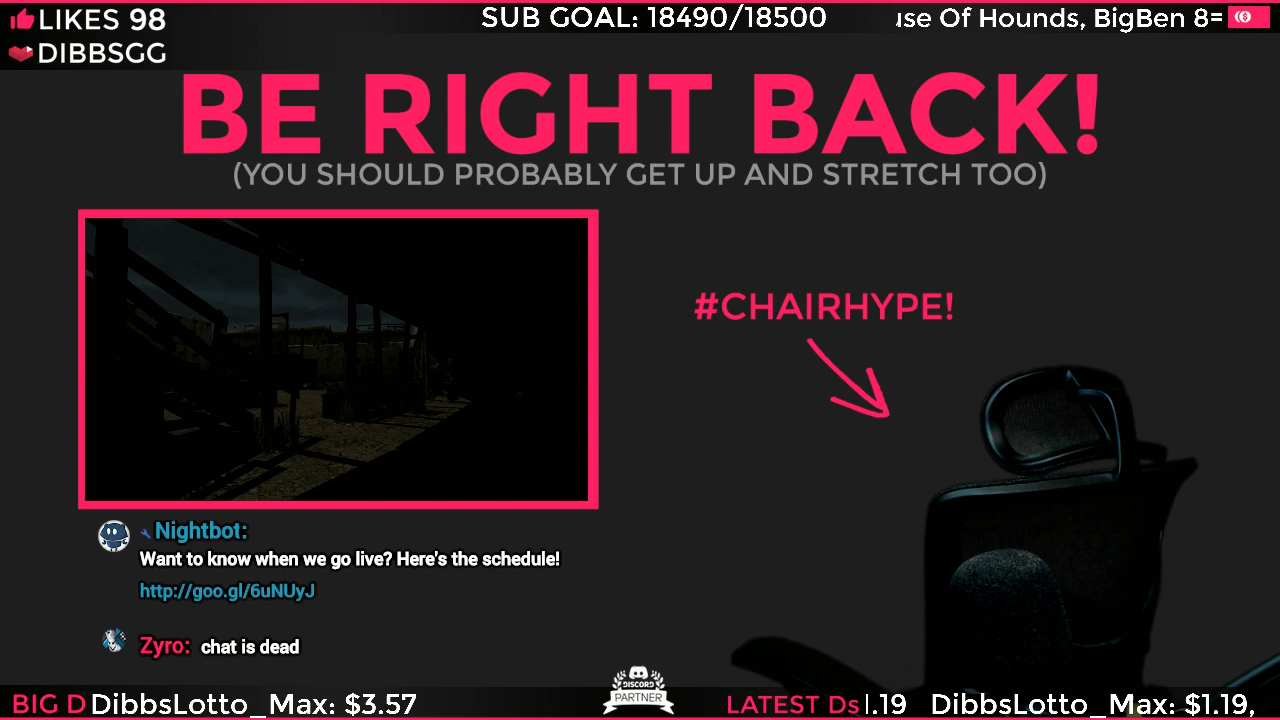 LIKES 98
SUB GOAL: 18490/18500
se Of Hounds, BigBen 8=
DIBBSGG
BE RIGHT BACK!
(YOU SHOULD PROBABLY GET UP AND STRETCH TOO)
#CHAIRHYPE!
Nightbot:
Want to know when we go live? Here's the schedule!
http://goo.gl/6uNUyJ
Zyro: chat is dead
DISCORD
PARTNER
BIG D DibbsLotto_Max: $3.57
LATEST Ds .19 DibbsLotto_Max: $1.19,